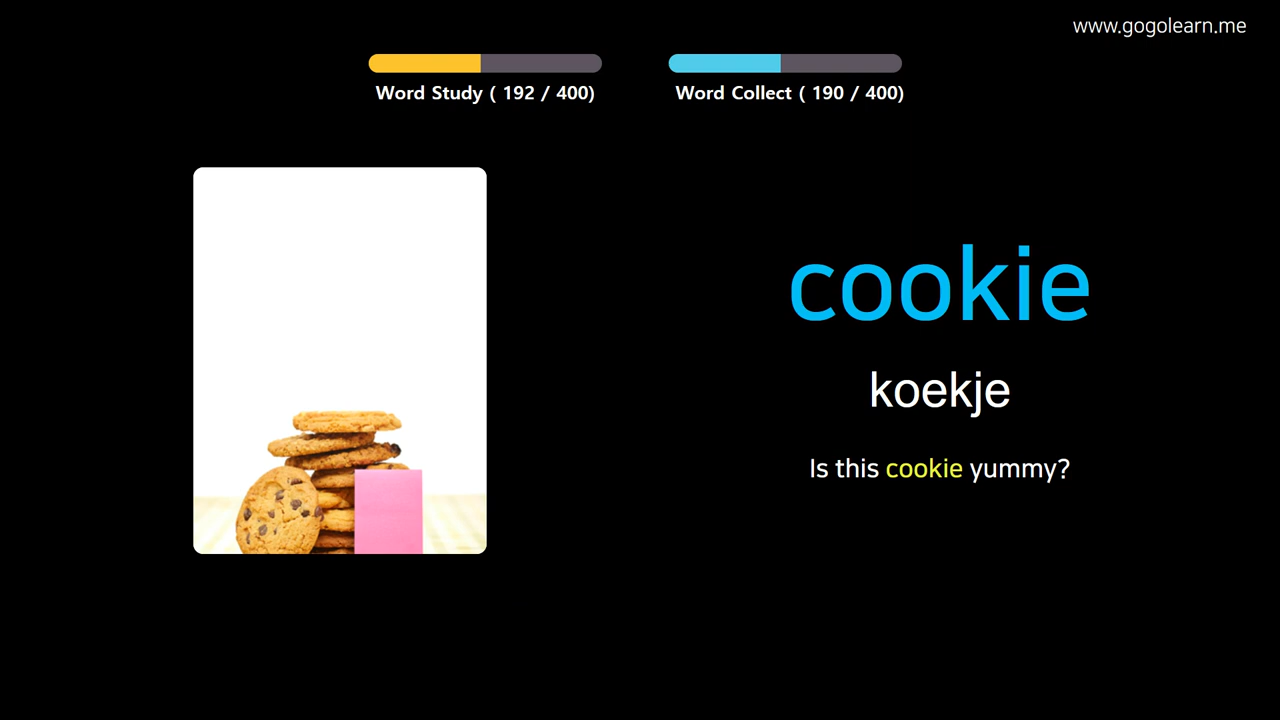 www.gogolearn.me
Word Study ( 192 / 400)
Word Collect ( 190 / 400)
cookie
koekje
Is this cookie yummy?